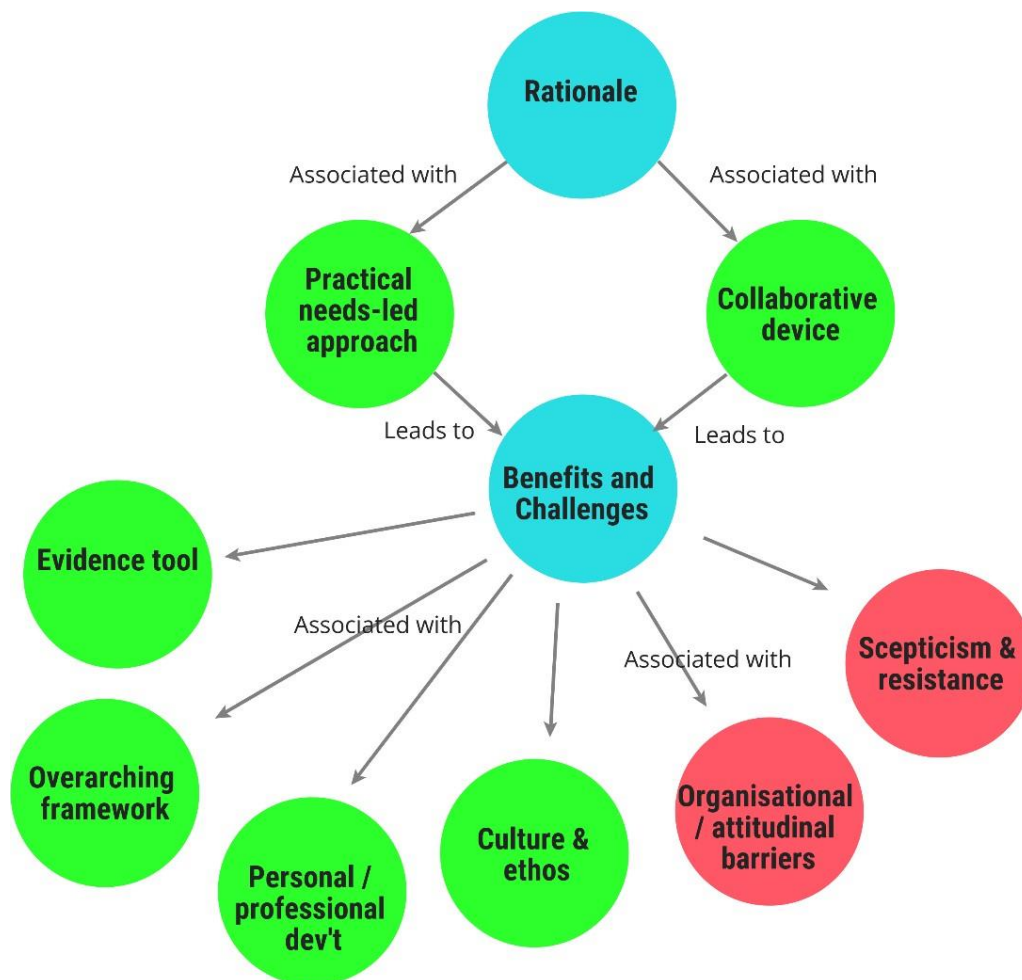 Rationale
Associated with
Associated with
Practical
needs-led
approach
Collaborative
device
Leads to
Leads to
Benefits and
Challenges
Evidence tool
Associated with
Associated with
Scepticism &
resistance
Overarching
framework
Personal /
professional
dev't
Culture &
ethos
Organisational
/ attitudinal
barriers